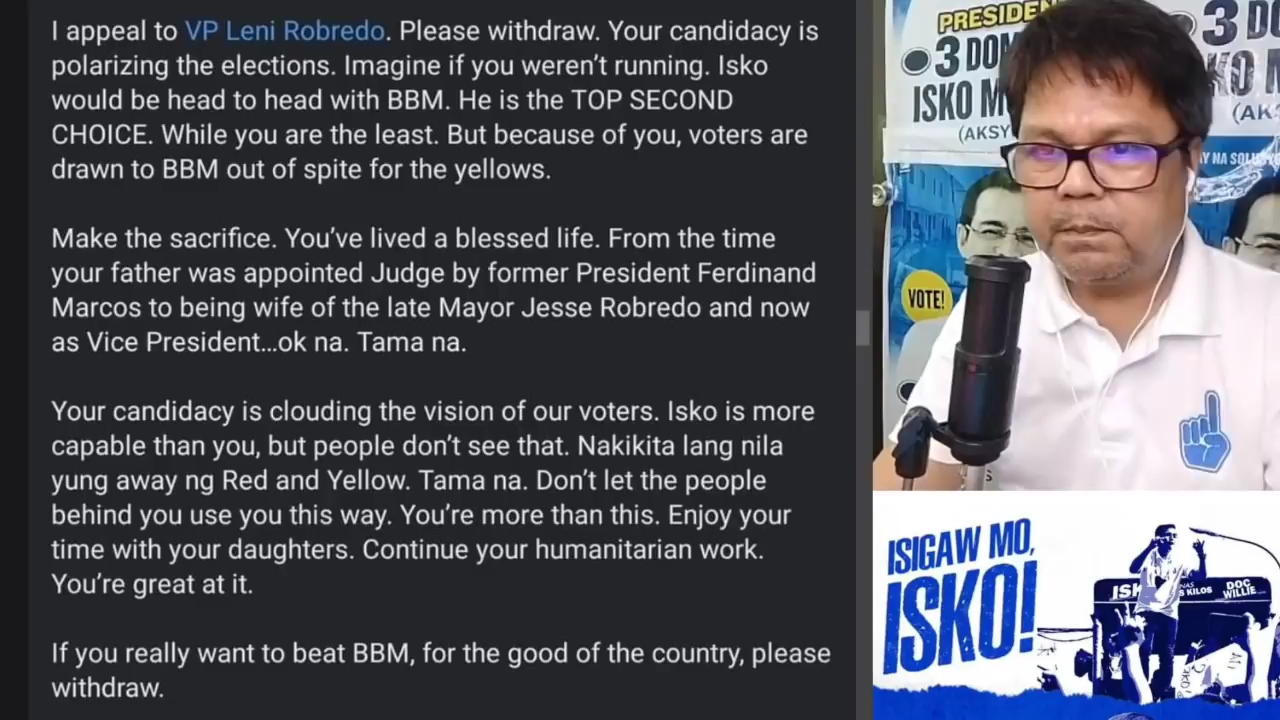 I appeal to VP Leni Robredo. Please withdraw. Your candidacy is
polarizing the elections. Imagine if you weren't running. Isko
would be head to head with BBM. He is the TOP SECOND
CHOICE. While you are the least. But because of you, voters are
drawn to BBM out of spite for the yellows.
Make the sacrifice. You've lived a blessed life. From the time
your father was appointed Judge by former President Ferdinand
Marcos to being wife of the late Mayor Jesse Robredo and now
as Vice President...ok na. Tama na.
Your candidacy is clouding the vision of our voters. Isko is more
capable than you, but people don't see that. Nakikita lang nila
yung away ng Red and Yellow. Tama na. Don't let the people
behind you use you this way. You're more than this. Enjoy your
time with your daughters. Continue your humanitarian work.
You're great at it.
If you really want to beat BBM, for the good of the country, please
withdraw.
3
ISKO
(AK
3
VOTE!
ISIGAW MO,
ISKO!
KILOS
DOC
WILLIE